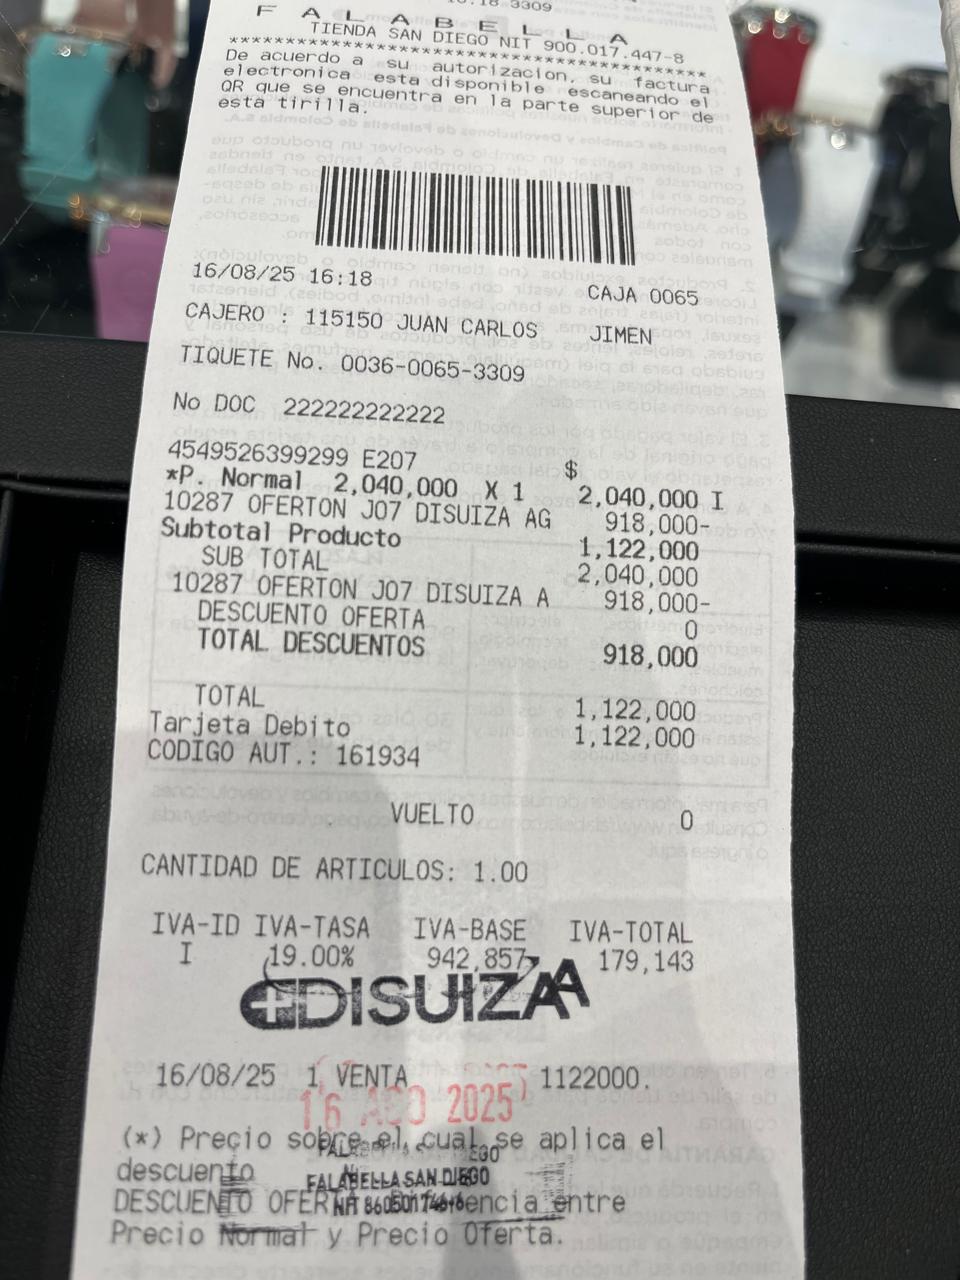 3309
F A L A B E L L A
TIENDA SAN DIEGO NIT 900.017.447-8
****************************************************
De acuerdo a su autorizacion, su factura
electronica esta disponible escaneando el
QR que se encuentra en la parte superior de
esta tirilla.
16/08/25 16:18 CAJA 0065
CAJERO : 115150 JUAN CARLOS JIMEN
TIQUETE No. 0036-0065-3309
No DOC 222222222222
4549526399299 E207 $
*P. Normal 2,040,000 X 1 2,040,000 I
10287 OFERTON J07 DISUIZA AG 918,000-
Subtotal Producto 1,122,000
SUB TOTAL 2,040,000
10287 OFERTON J07 DISUIZA A 918,000-
DESCUENTO OFERTA 0
TOTAL DESCUENTOS 918,000
TOTAL 1,122,000
Tarjeta Debito 1,122,000
CODIGO AUT.: 161934
VUELTO 0
CANTIDAD DE ARTICULOS: 1.00
IVA-ID IVA-TASA IVA-BASE IVA-TOTAL
I 19.00% 942,857 179,143
DISUIZA
16/08/25 1 VENTA 1122000.
16 AGO 2025
(*) Precio sobre el cual se aplica el
descuento
FALABELLA SAN DIEGO
DESCUENTO OFERTA entre
Precio Normal y Precio Oferta.